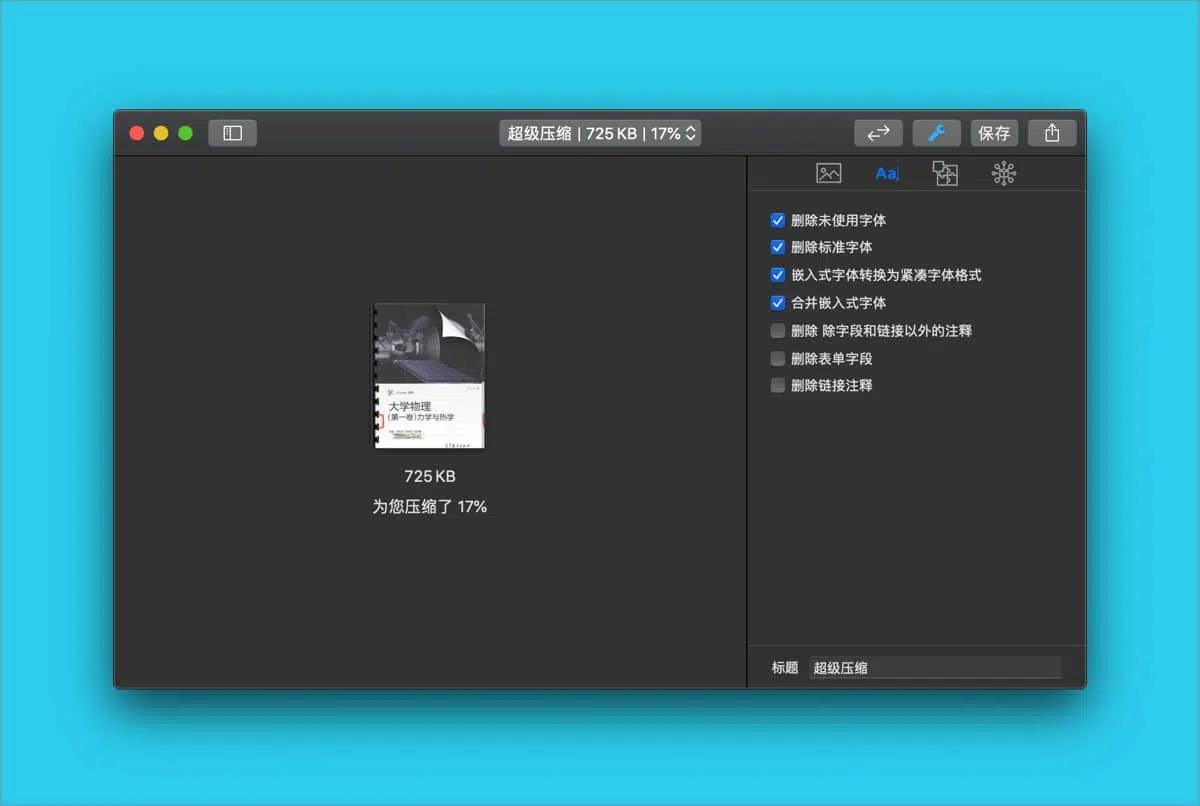 超级压缩 | 725 KB | 17%
保存
Aa
删除未使用字体
删除标准字体
嵌入式字体转换为紧凑字体格式
合并嵌入式字体
删除 除字段和链接以外的注释
删除表单字段
删除链接注释
大学物理
(第一卷)力学与热学
725 KB
为您压缩了 17%
标题 超级压缩